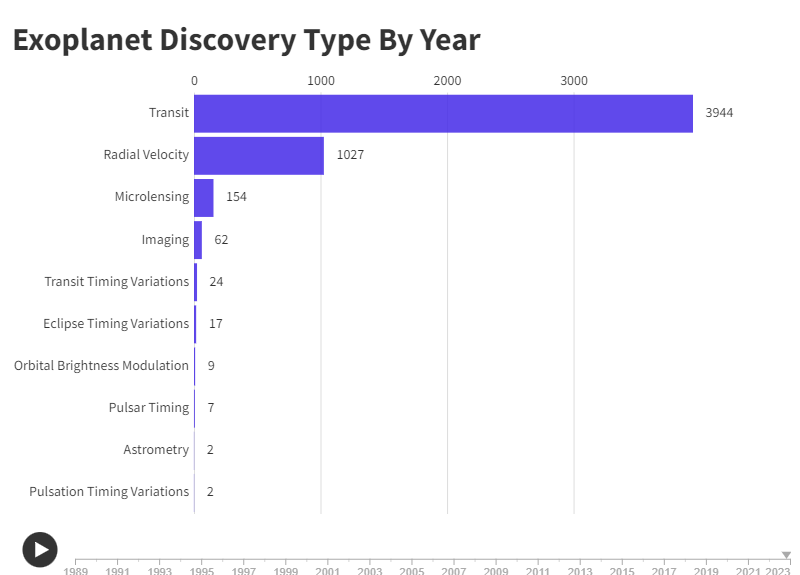 Exoplanet Discovery Type By Year
0 1000 2000 3000
Transit 3944
Radial Velocity 1027
Microlensing 154
Imaging 62
Transit Timing Variations 24
Eclipse Timing Variations 17
Orbital Brightness Modulation 9
Pulsar Timing 7
Astrometry 2
Pulsation Timing Variations 2
1989 1991 1993 1995 1997 1999 2001 2003 2005 2007 2009 2011 2013 2015 2017 2019 2021 2023